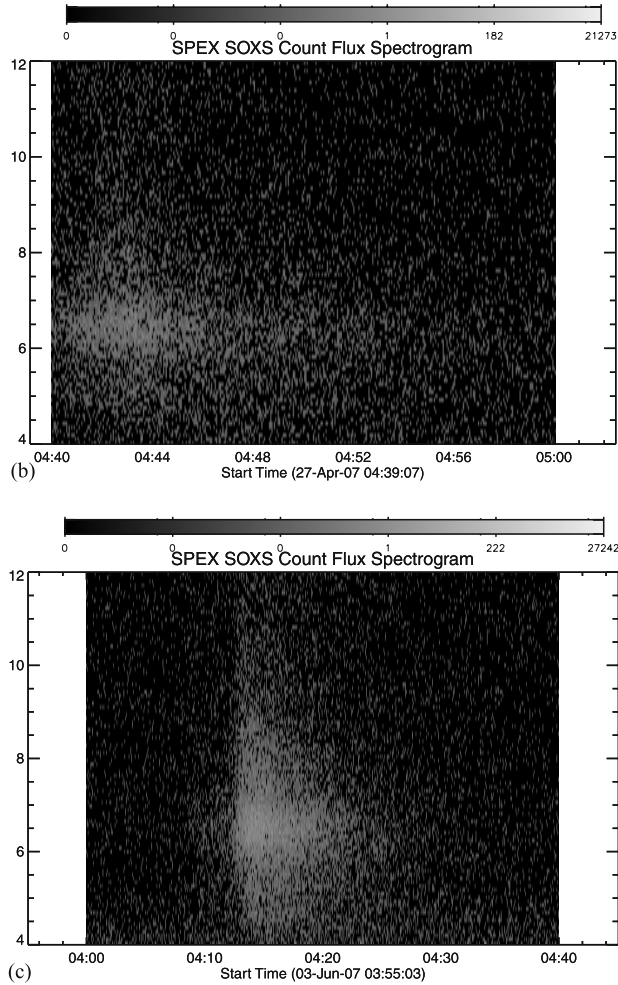 0 0 0 1 182 21273
SPEX SOXS Count Flux Spectrogram
12
10
8
6
4
04:40 04:44 04:48 04:52 04:56 05:00
(b) Start Time (27-Apr-07 04:39:07)
0 0 0 1 222 27242
SPEX SOXS Count Flux Spectrogram
12
10
8
6
4
04:00 04:10 04:20 04:30 04:40
(c) Start Time (03-Jun-07 03:55:03)